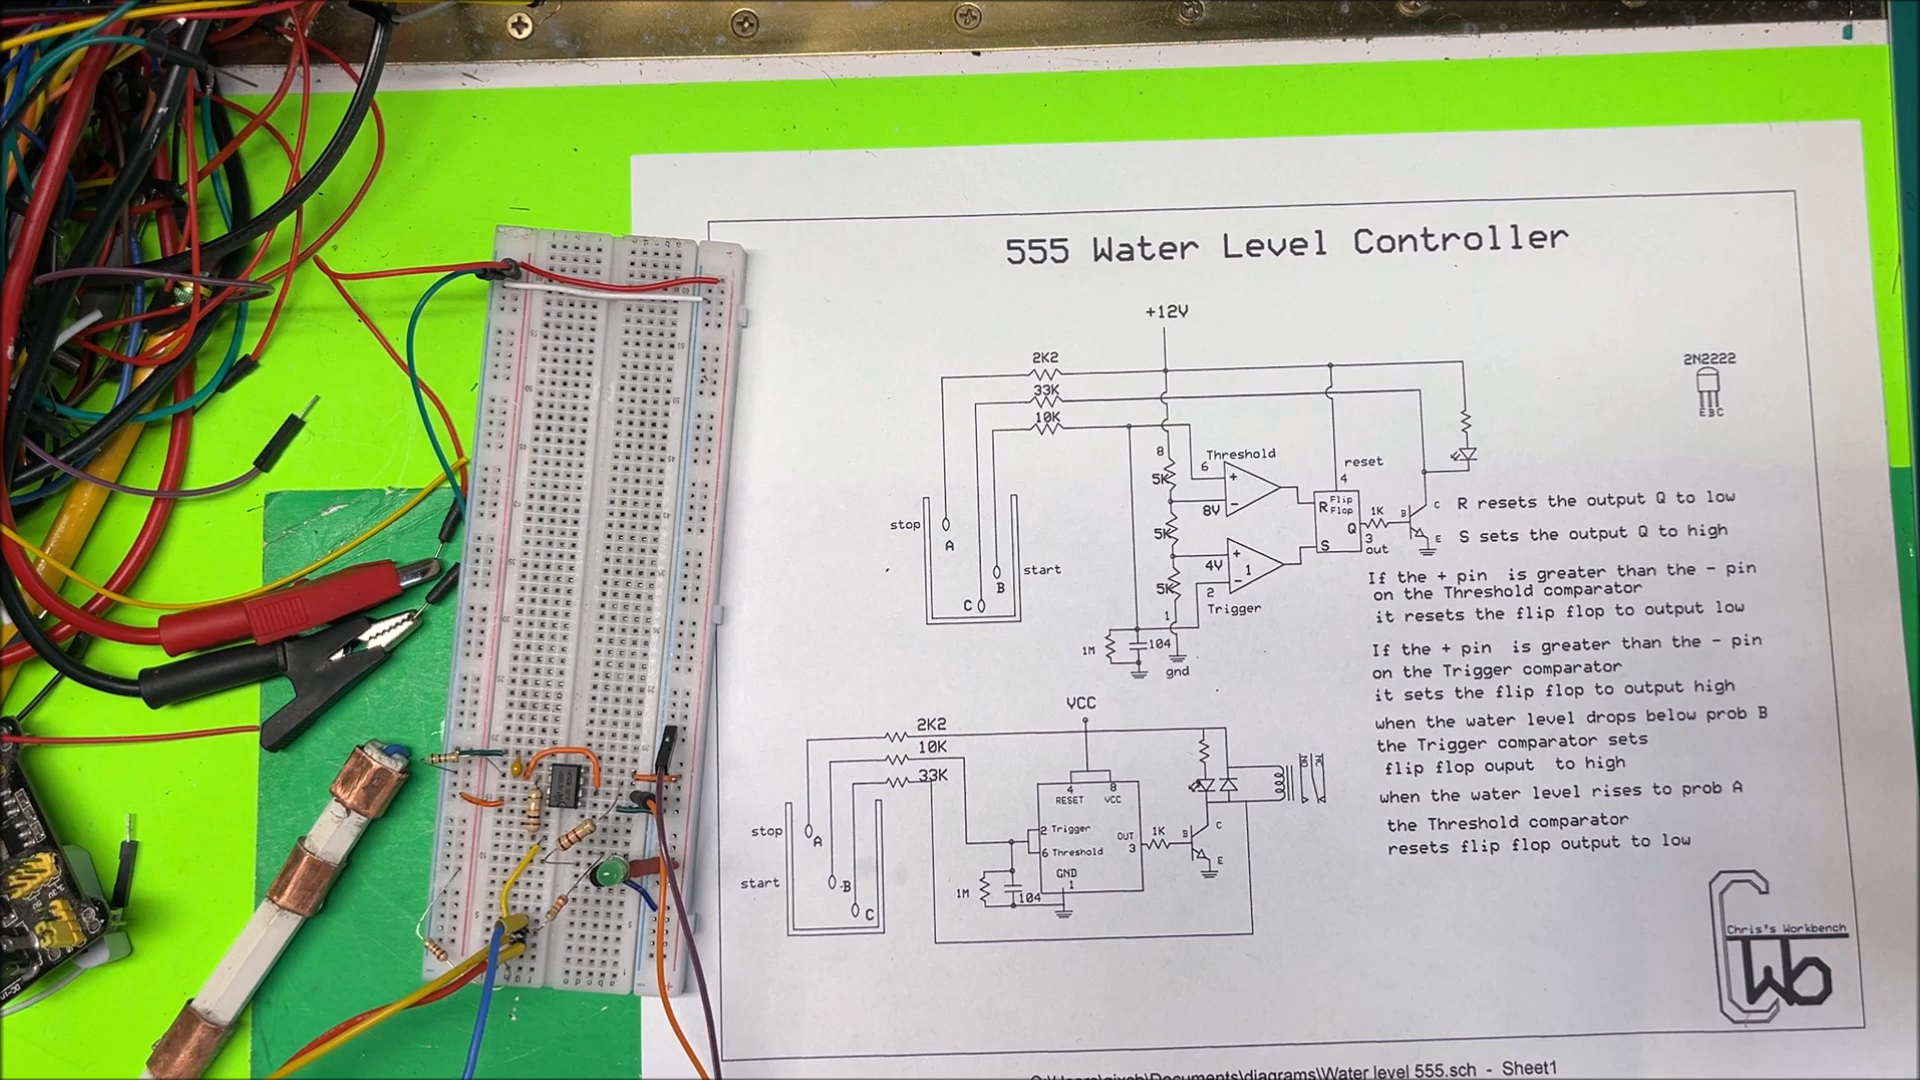 555 Water Level Controller
+12V
2K2
33K
10K
2N2222
EBC
8
Threshold
6
5K
+
-
8V
reset
4
R
Flip
Flop
Q
S
1K
3
out
B
C
E
stop
A
start
B
C
5K
4V
+
1
-
5K
2
Trigger
1
1M
104
gnd
R resets the output Q to low
S sets the output Q to high
If the + pin is greater than the - pin
on the Threshold comparator
it resets the flip flop to output low
If the + pin is greater than the - pin
on the Trigger comparator
it sets the flip flop to output high
when the water level drops below prob B
the Trigger comparator sets
flip flop ouput to high
when the water level rises to prob A
the Threshold comparator
resets flip flop output to low
VCC
2K2
10K
33K
4
8
RESET
VCC
stop
A
start
B
C
2 Trigger
6 Threshold
OUT
3
GND
1
1K
B
C
E
1M
104
NO
NC
Chris's Workbench
CWb
Documents\diagrams\Water level 555.sch - Sheet1